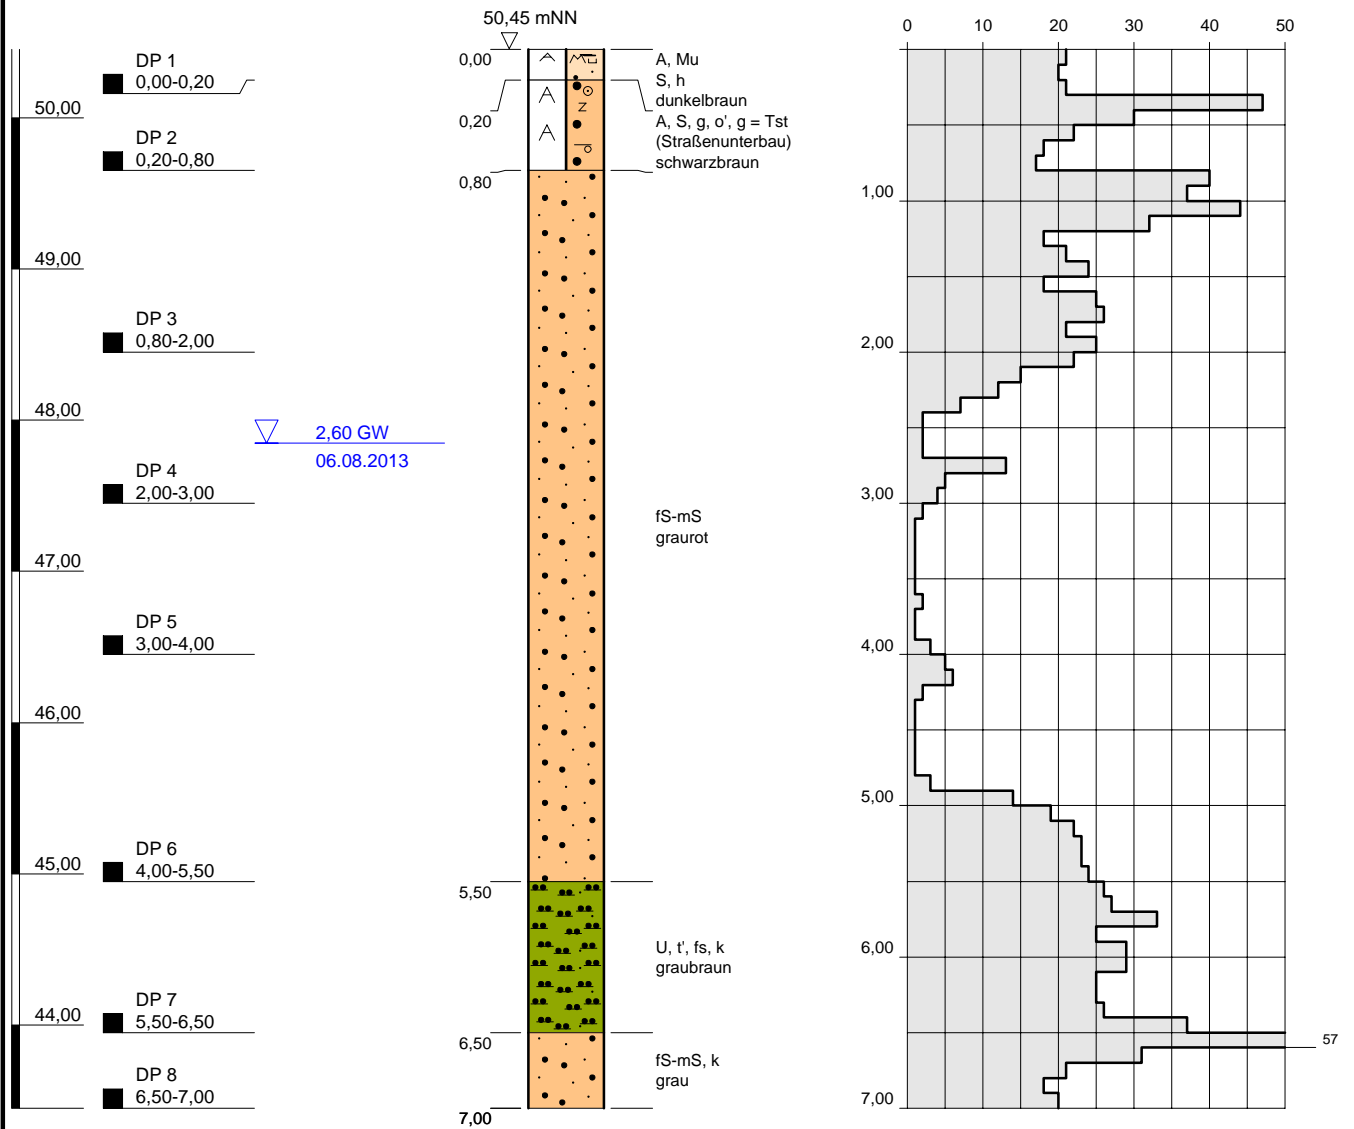 50,45 mNN
0 10 20 30 40 50
DP 1
0,00-0,20
50,00
DP 2
0,20-0,80
49,00
DP 3
0,80-2,00
48,00
2,60 GW
06.08.2013
DP 4
2,00-3,00
47,00
DP 5
3,00-4,00
46,00
DP 6
4,00-5,50
45,00
DP 7
5,50-6,50
44,00
DP 8
6,50-7,00
0,00
0,20
0,80
5,50
6,50
7,00
Z
A, Mu
S, h
dunkelbraun
A, S, g, o', g = Tst
(Straßenunterbau)
schwarzbraun
fS-mS
graurot
U, t', fs, k
graubraun
fS-mS, k
grau
1,00
2,00
3,00
4,00
5,00
6,00
7,00
57